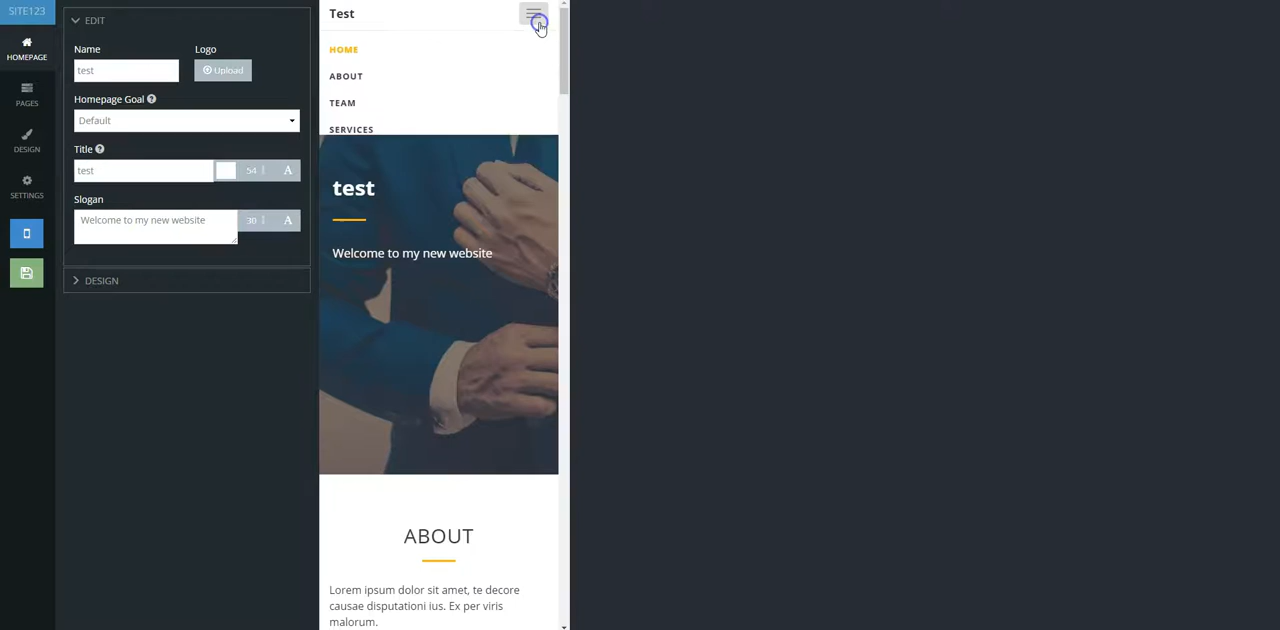 SITE123
HOMEPAGE
PAGES
DESIGN
SETTINGS
EDIT
Name
Logo
test
Upload
Homepage Goal
Default
Title
test
54
A
Slogan
Welcome to my new website
30
A
DESIGN
Test
HOME
ABOUT
TEAM
SERVICES
test
Welcome to my new website
ABOUT
Lorem ipsum dolor sit amet, te decore
causae disputationi ius. Ex per viris
malorum.